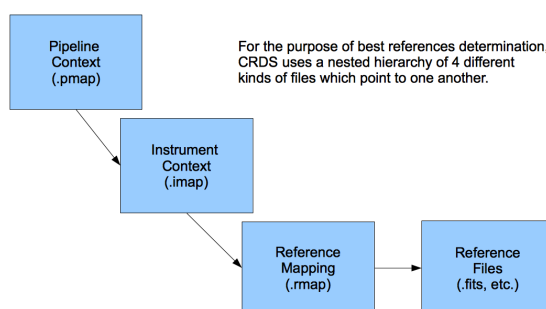 Pipeline
Context
(.pmap)
For the purpose of best references determination,
CRDS uses a nested hierarchy of 4 different
kinds of files which point to one another.
Instrument
Context
(.imap)
Reference
Mapping
(.rmap)
Reference
Files
(.fits, etc.)